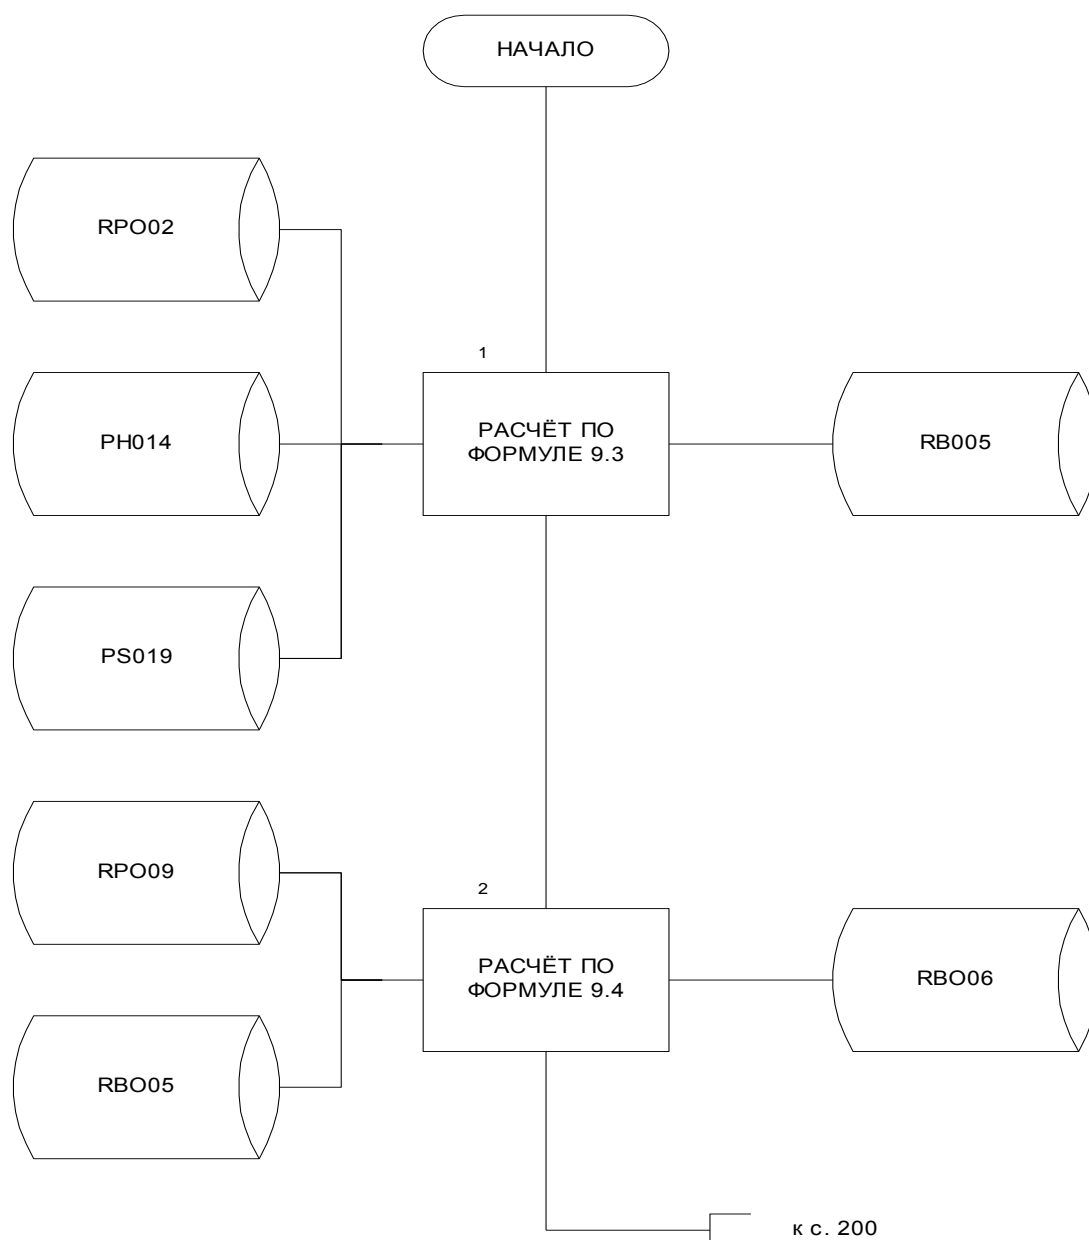 НАЧАЛО
RPO02
1
PH014
РАСЧЁТ ПО
ФОРМУЛЕ 9.3
RB005
PS019
RPO09
2
РАСЧЁТ ПО
ФОРМУЛЕ 9.4
RBO06
RBO05
к с. 200